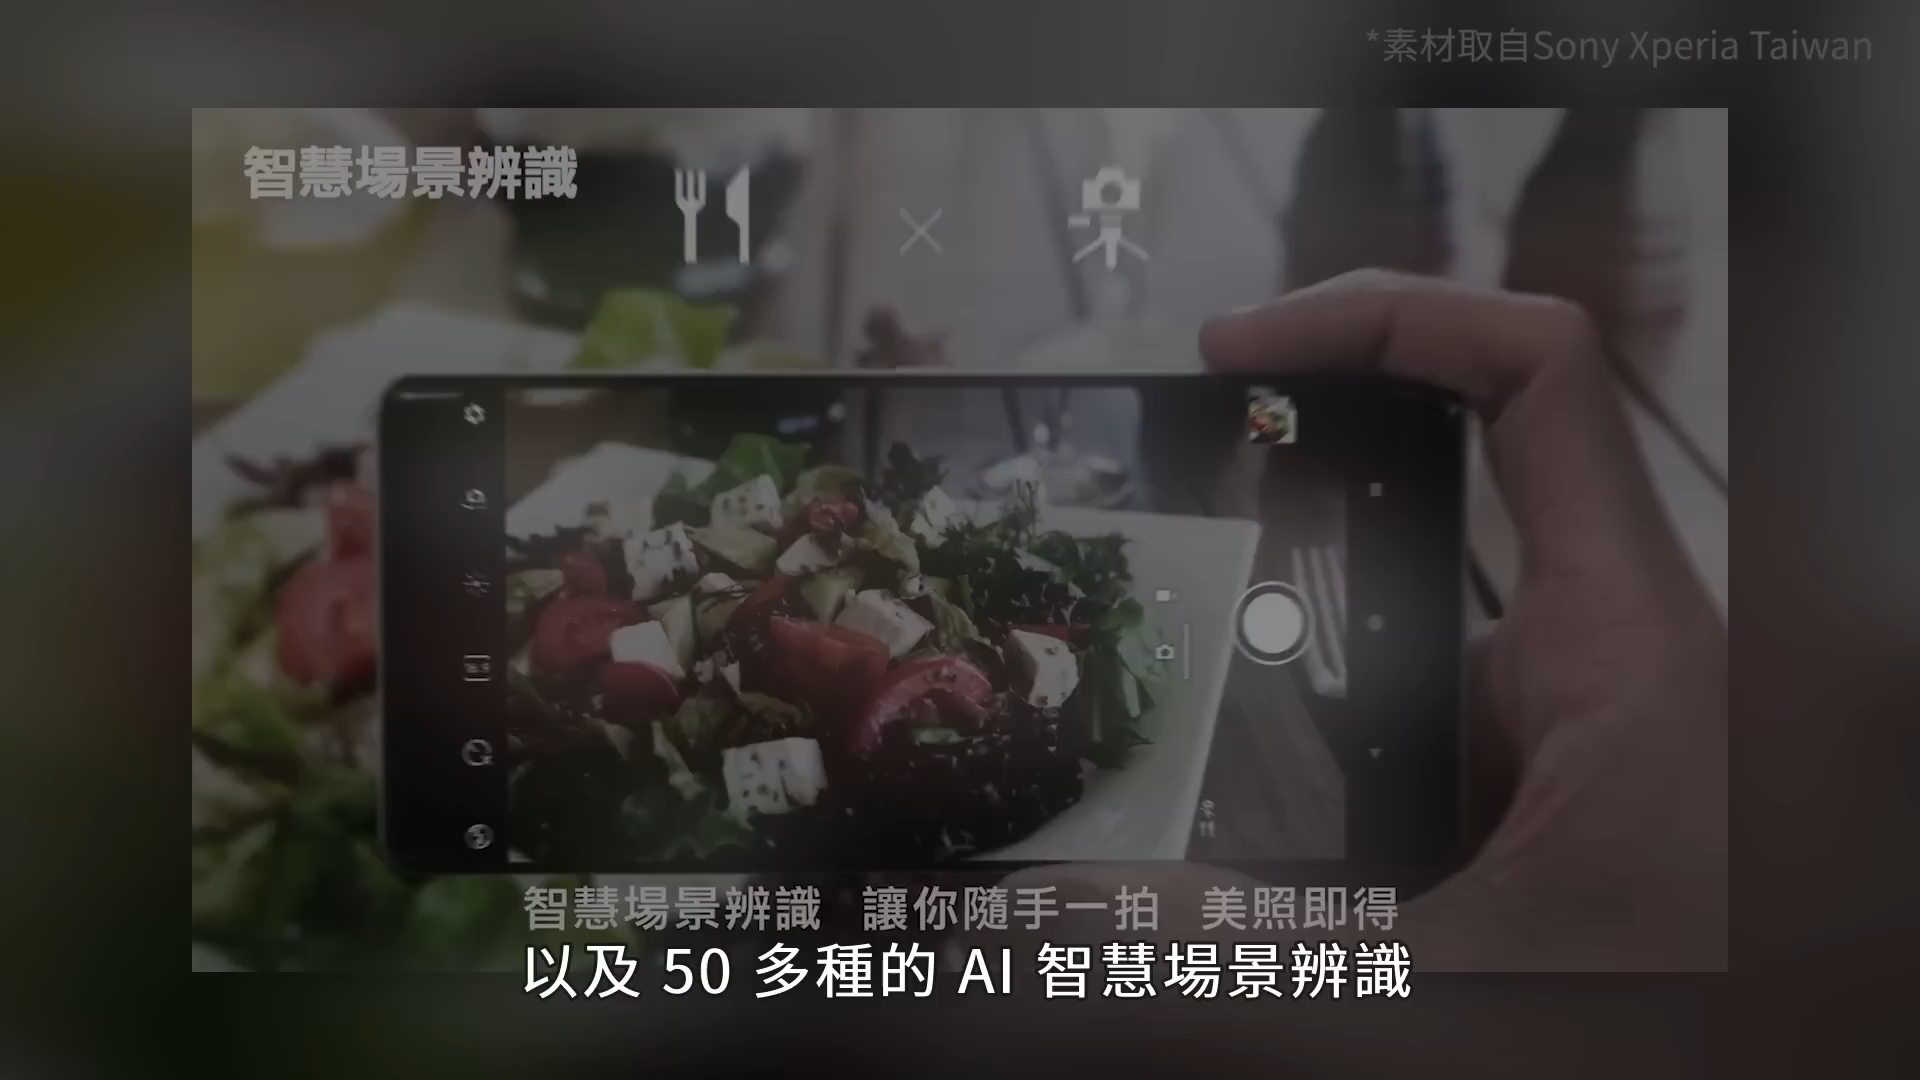 *素材取自Sony Xperia Taiwan
智慧場景辨識
智慧場景辨識 讓你隨手一拍 美照即得
以及 50 多種的 AI 智慧場景辨識